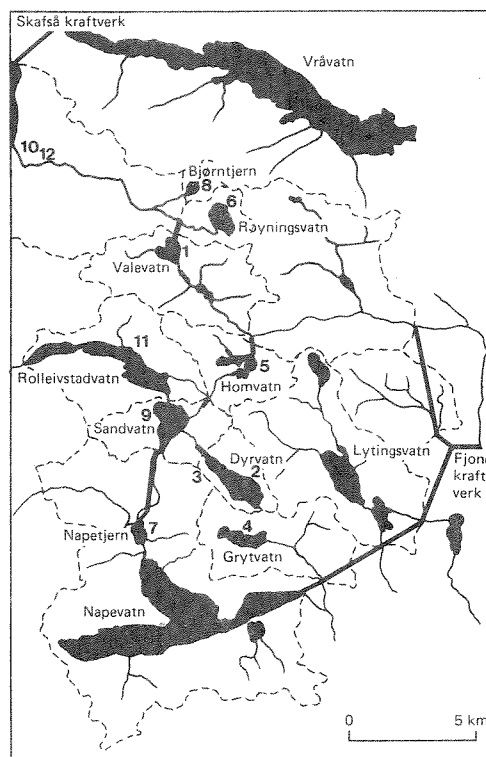 Skafså kraftverk
Vråvatn
10 12
Bjørntjern
8
6
Røyningsvatn
1
Valevatn
11
5
Rolleivstadvatn
Homvatn
9
Sandvatn
Dyrvatn
3
2
Lytingsvatn
Fjone
kraft
verk
7
4
Napetjern
Grytvatn
Napevatn
0
5 km